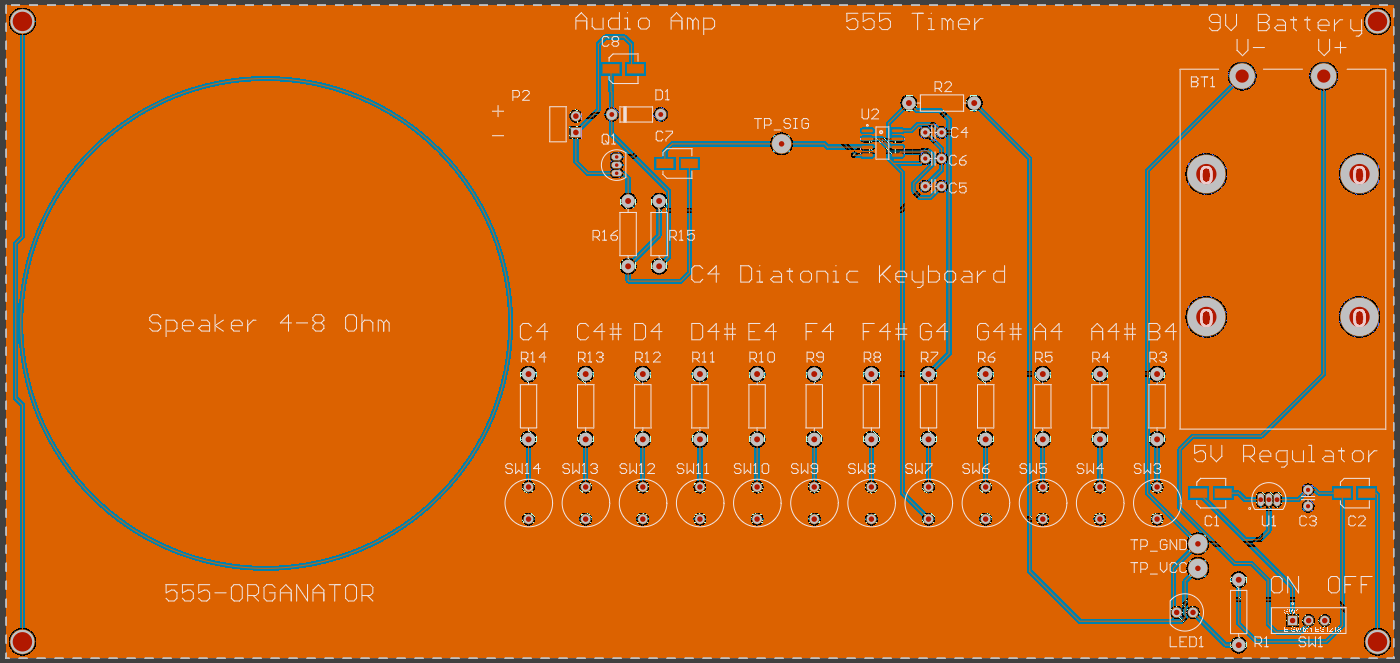 Audio Amp 555 Timer 9V Battery
V- V+
C8
BT1
R2
P2 D1
+
U2
TP_SIG
-
C4
Q1 C7
C6
C5
R16 R15
C4 Diatonic Keyboard
Speaker 4-8 Ohm
C4 C4# D4 D4# E4 F4 F4# G4 G4# A4 A4# B4
R14 R13 R12 R11 R10 R9 R8 R7 R6 R5 R4 R3
5V Regulator
SW14 SW13 SW12 SW11 SW10 SW9 SW8 SW7 SW6 SW5 SW4 SW3
C1 U1 C3 C2
TP_GND
TP_VCC
ON OFF
555-ORGANATOR
LED1 R1 SW1